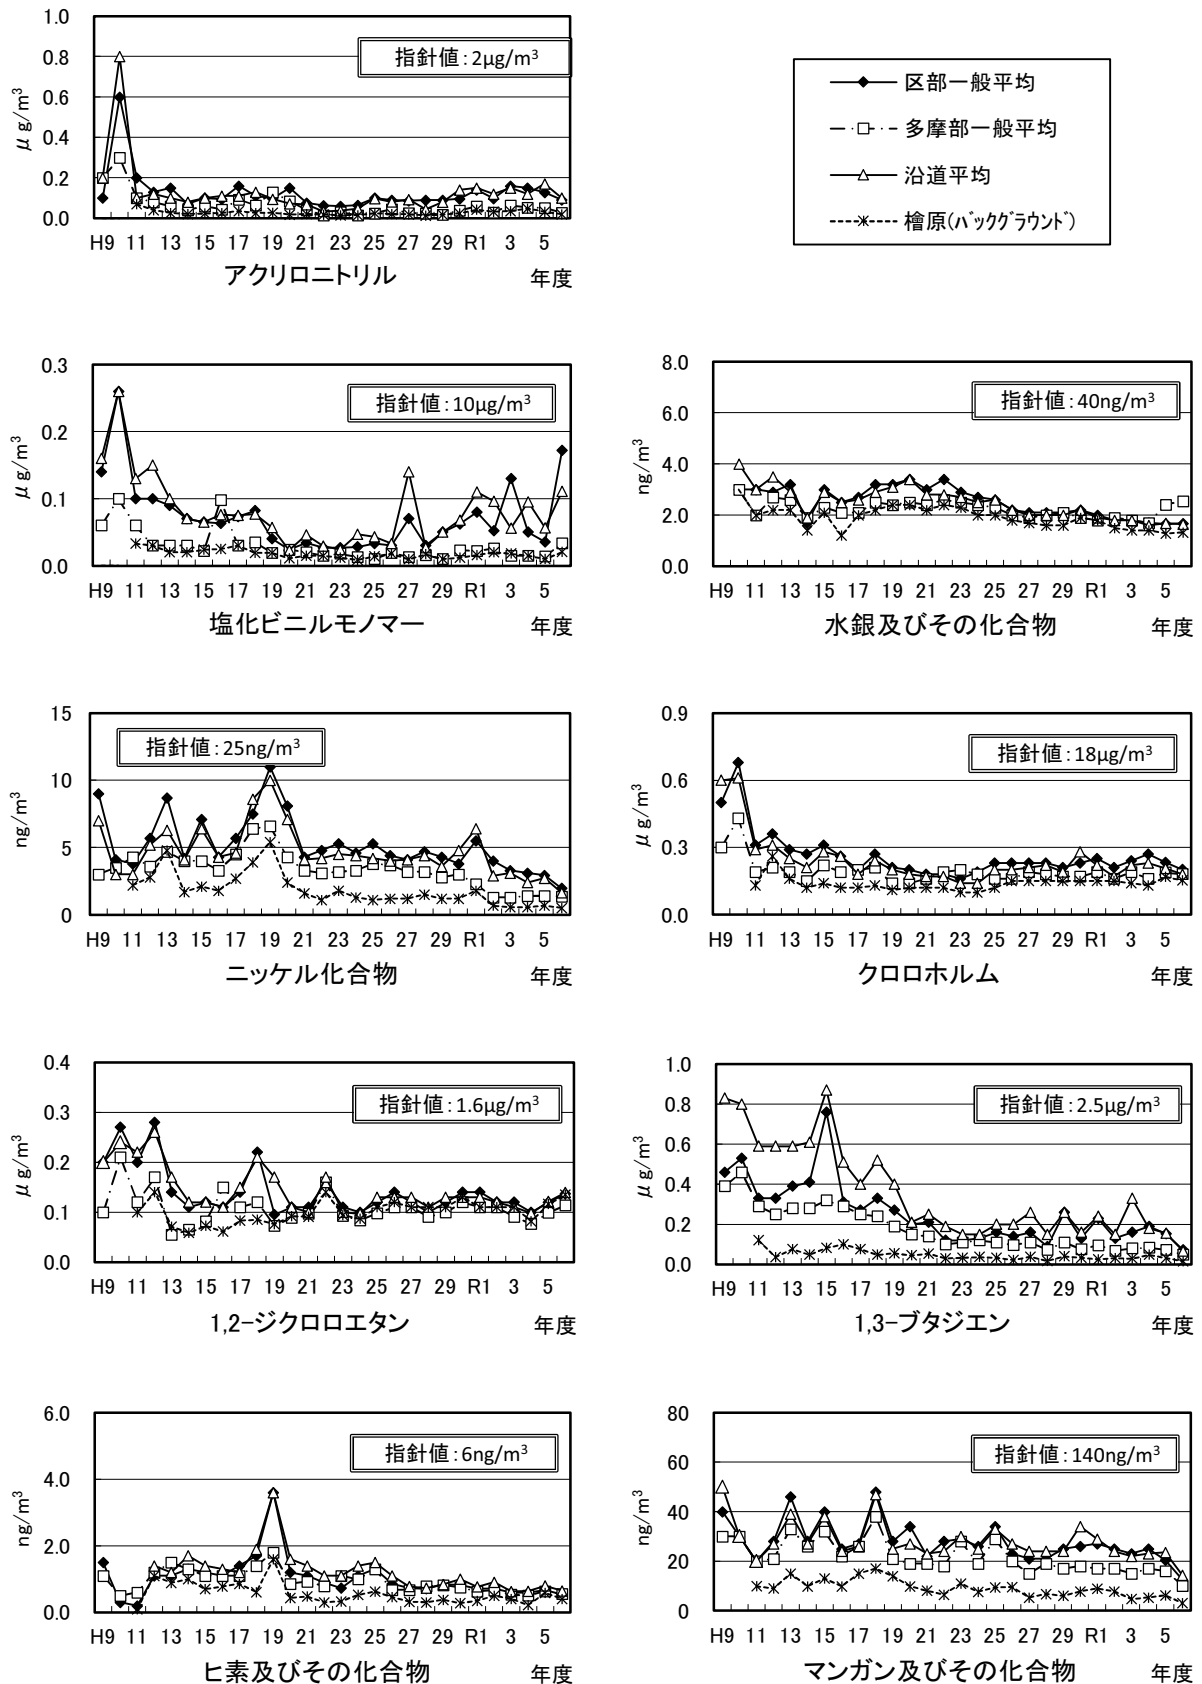 1.0
0.8
0.6
0.4
0.2
0.0
μg/m³
指針値：2μg/m³
H9 11 13 15 17 19 21 23 25 27 29 R1 3 5
アクリロニトリル
年度
区部一般平均
多摩部一般平均
沿道平均
檜原(ﾊﾞｯｸｸﾞﾗｳﾝﾄﾞ)
0.3
0.2
0.1
0.0
μg/m³
指針値：10μg/m³
H9 11 13 15 17 19 21 23 25 27 29 R1 3 5
塩化ビニルモノマー
年度
8.0
6.0
4.0
2.0
0.0
ng/m³
指針値：40ng/m³
H9 11 13 15 17 19 21 23 25 27 29 R1 3 5
水銀及びその化合物
年度
15
10
5
0
ng/m³
指針値：25ng/m³
H9 11 13 15 17 19 21 23 25 27 29 R1 3 5
ニッケル化合物
年度
0.9
0.6
0.3
0.0
μg/m³
指針値：18μg/m³
H9 11 13 15 17 19 21 23 25 27 29 R1 3 5
クロロホルム
年度
0.4
0.3
0.2
0.1
0.0
μg/m³
指針値：1.6μg/m³
H9 11 13 15 17 19 21 23 25 27 29 R1 3 5
1,2-ジクロロエタン
年度
1.0
0.8
0.6
0.4
0.2
0.0
μg/m³
指針値：2.5μg/m³
H9 11 13 15 17 19 21 23 25 27 29 R1 3 5
1,3-ブタジエン
年度
6.0
4.0
2.0
0.0
ng/m³
指針値：6ng/m³
H9 11 13 15 17 19 21 23 25 27 29 R1 3 5
ヒ素及びその化合物
年度
80
60
40
20
0
ng/m³
指針値：140ng/m³
H9 11 13 15 17 19 21 23 25 27 29 R1 3 5
マンガン及びその化合物
年度